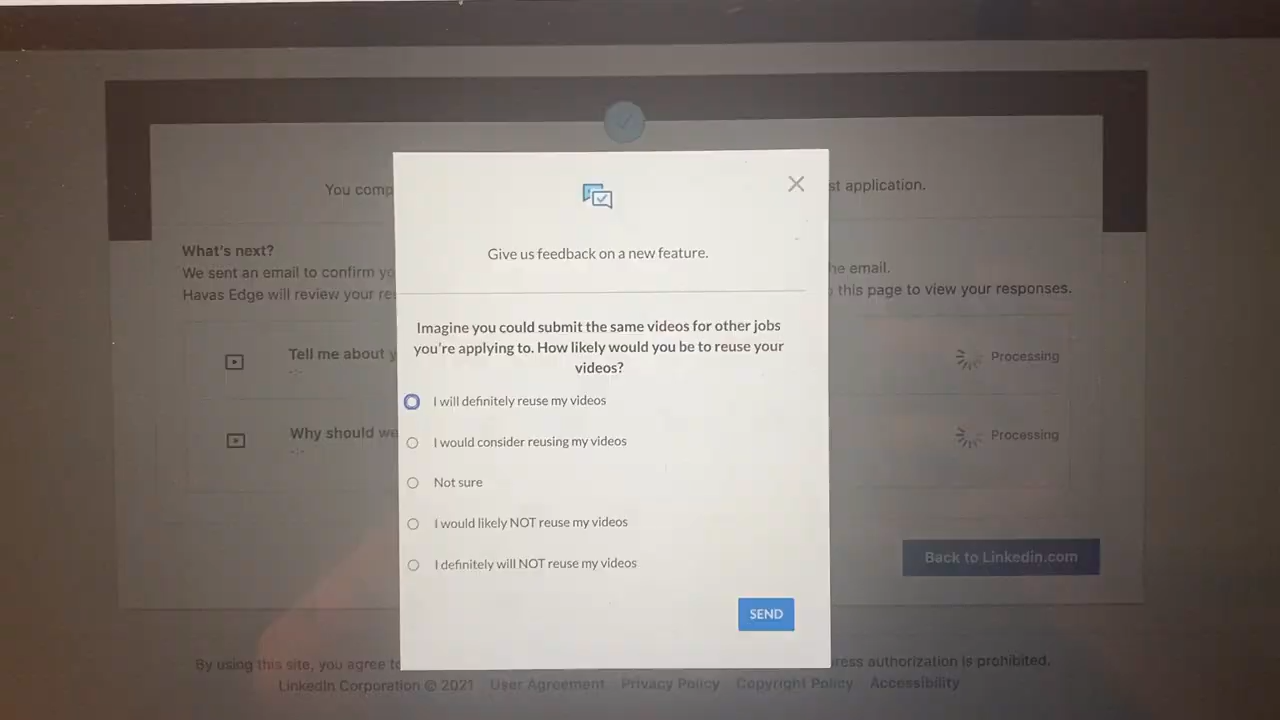 You comp
st application.
Give us feedback on a new feature.
What's next?
We sent an email to confirm yo
he email.
Havas Edge will review your re
this page to view your responses.
Imagine you could submit the same videos for other jobs
you're applying to. How likely would you be to reuse your
videos?
Tell me about y
-:-
Processing
I will definitely reuse my videos
Why should we
-:-
Processing
I would consider reusing my videos
Not sure
I would likely NOT reuse my videos
I definitely will NOT reuse my videos
Back to Linkedin.com
SEND
By using this site, you agree to
ress authorization is prohibited.
LinkedIn Corporation © 2021 User Agreement Privacy Policy Copyright Policy Accessibility